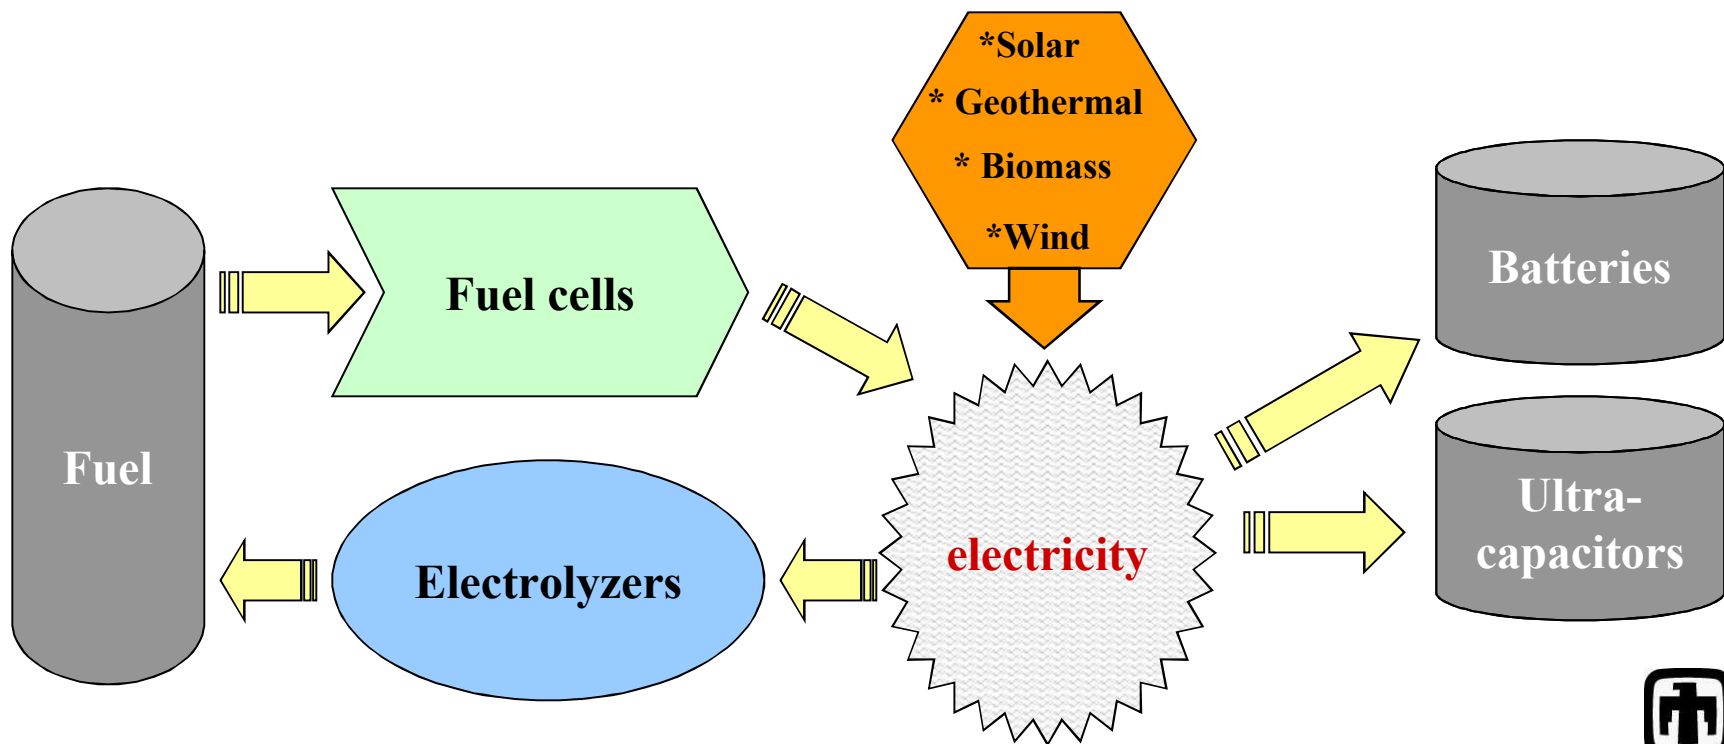 *Solar
* Geothermal
* Biomass
*Wind
Fuel cells
Batteries
Fuel
Electrolyzers
electricity
Ultra-
capacitors